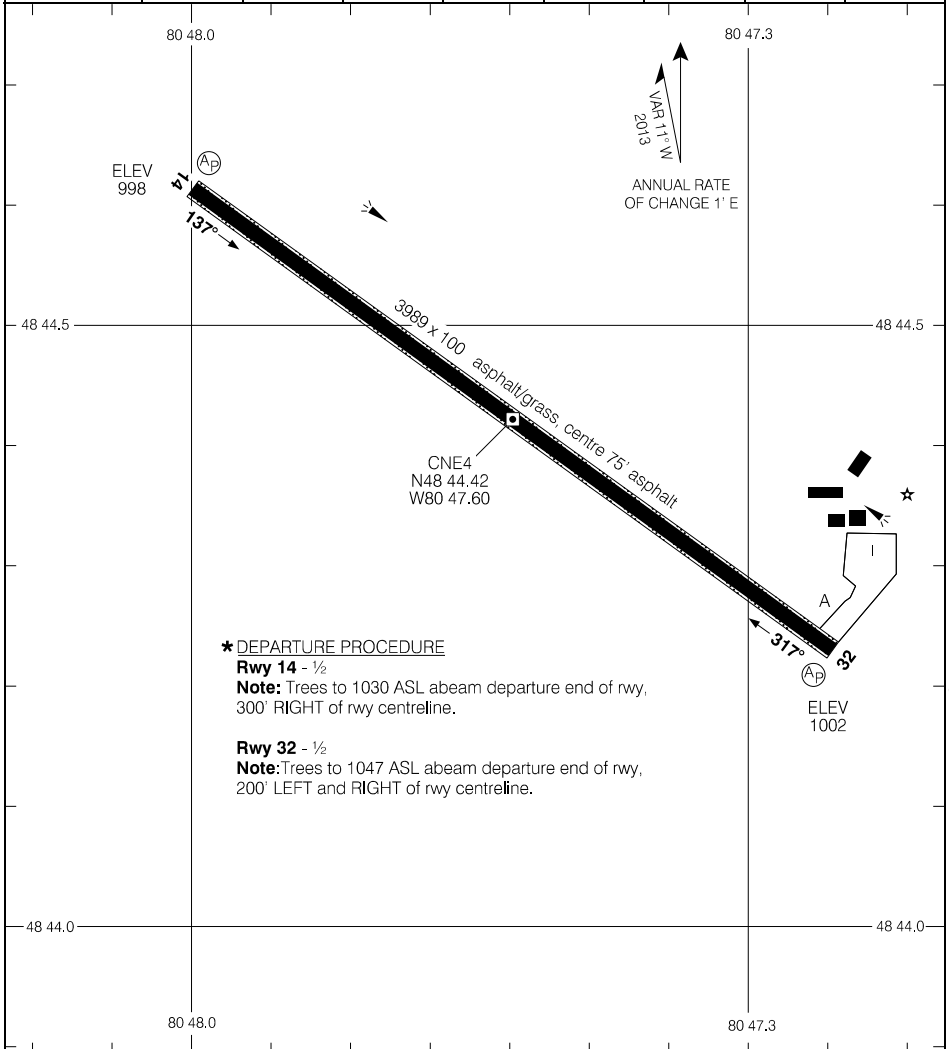 80 48.0
80 47.3
VAR 11° W
2013
ANNUAL RATE
OF CHANGE 1' E
ELEV
998
Ap
14
137°
48 44.5
48 44.5
3989 x 100 asphalt/grass, centre 75' asphalt
CNE4
N48 44.42
W80 47.60
I
A
317°
32
Ap
ELEV
1002
* DEPARTURE PROCEDURE
Rwy 14 - ½
Note: Trees to 1030 ASL abeam departure end of rwy,
300' RIGHT of rwy centreline.
Rwy 32 - ½
Note:Trees to 1047 ASL abeam departure end of rwy,
200' LEFT and RIGHT of rwy centreline.
48 44.0
48 44.0
80 48.0
80 47.3